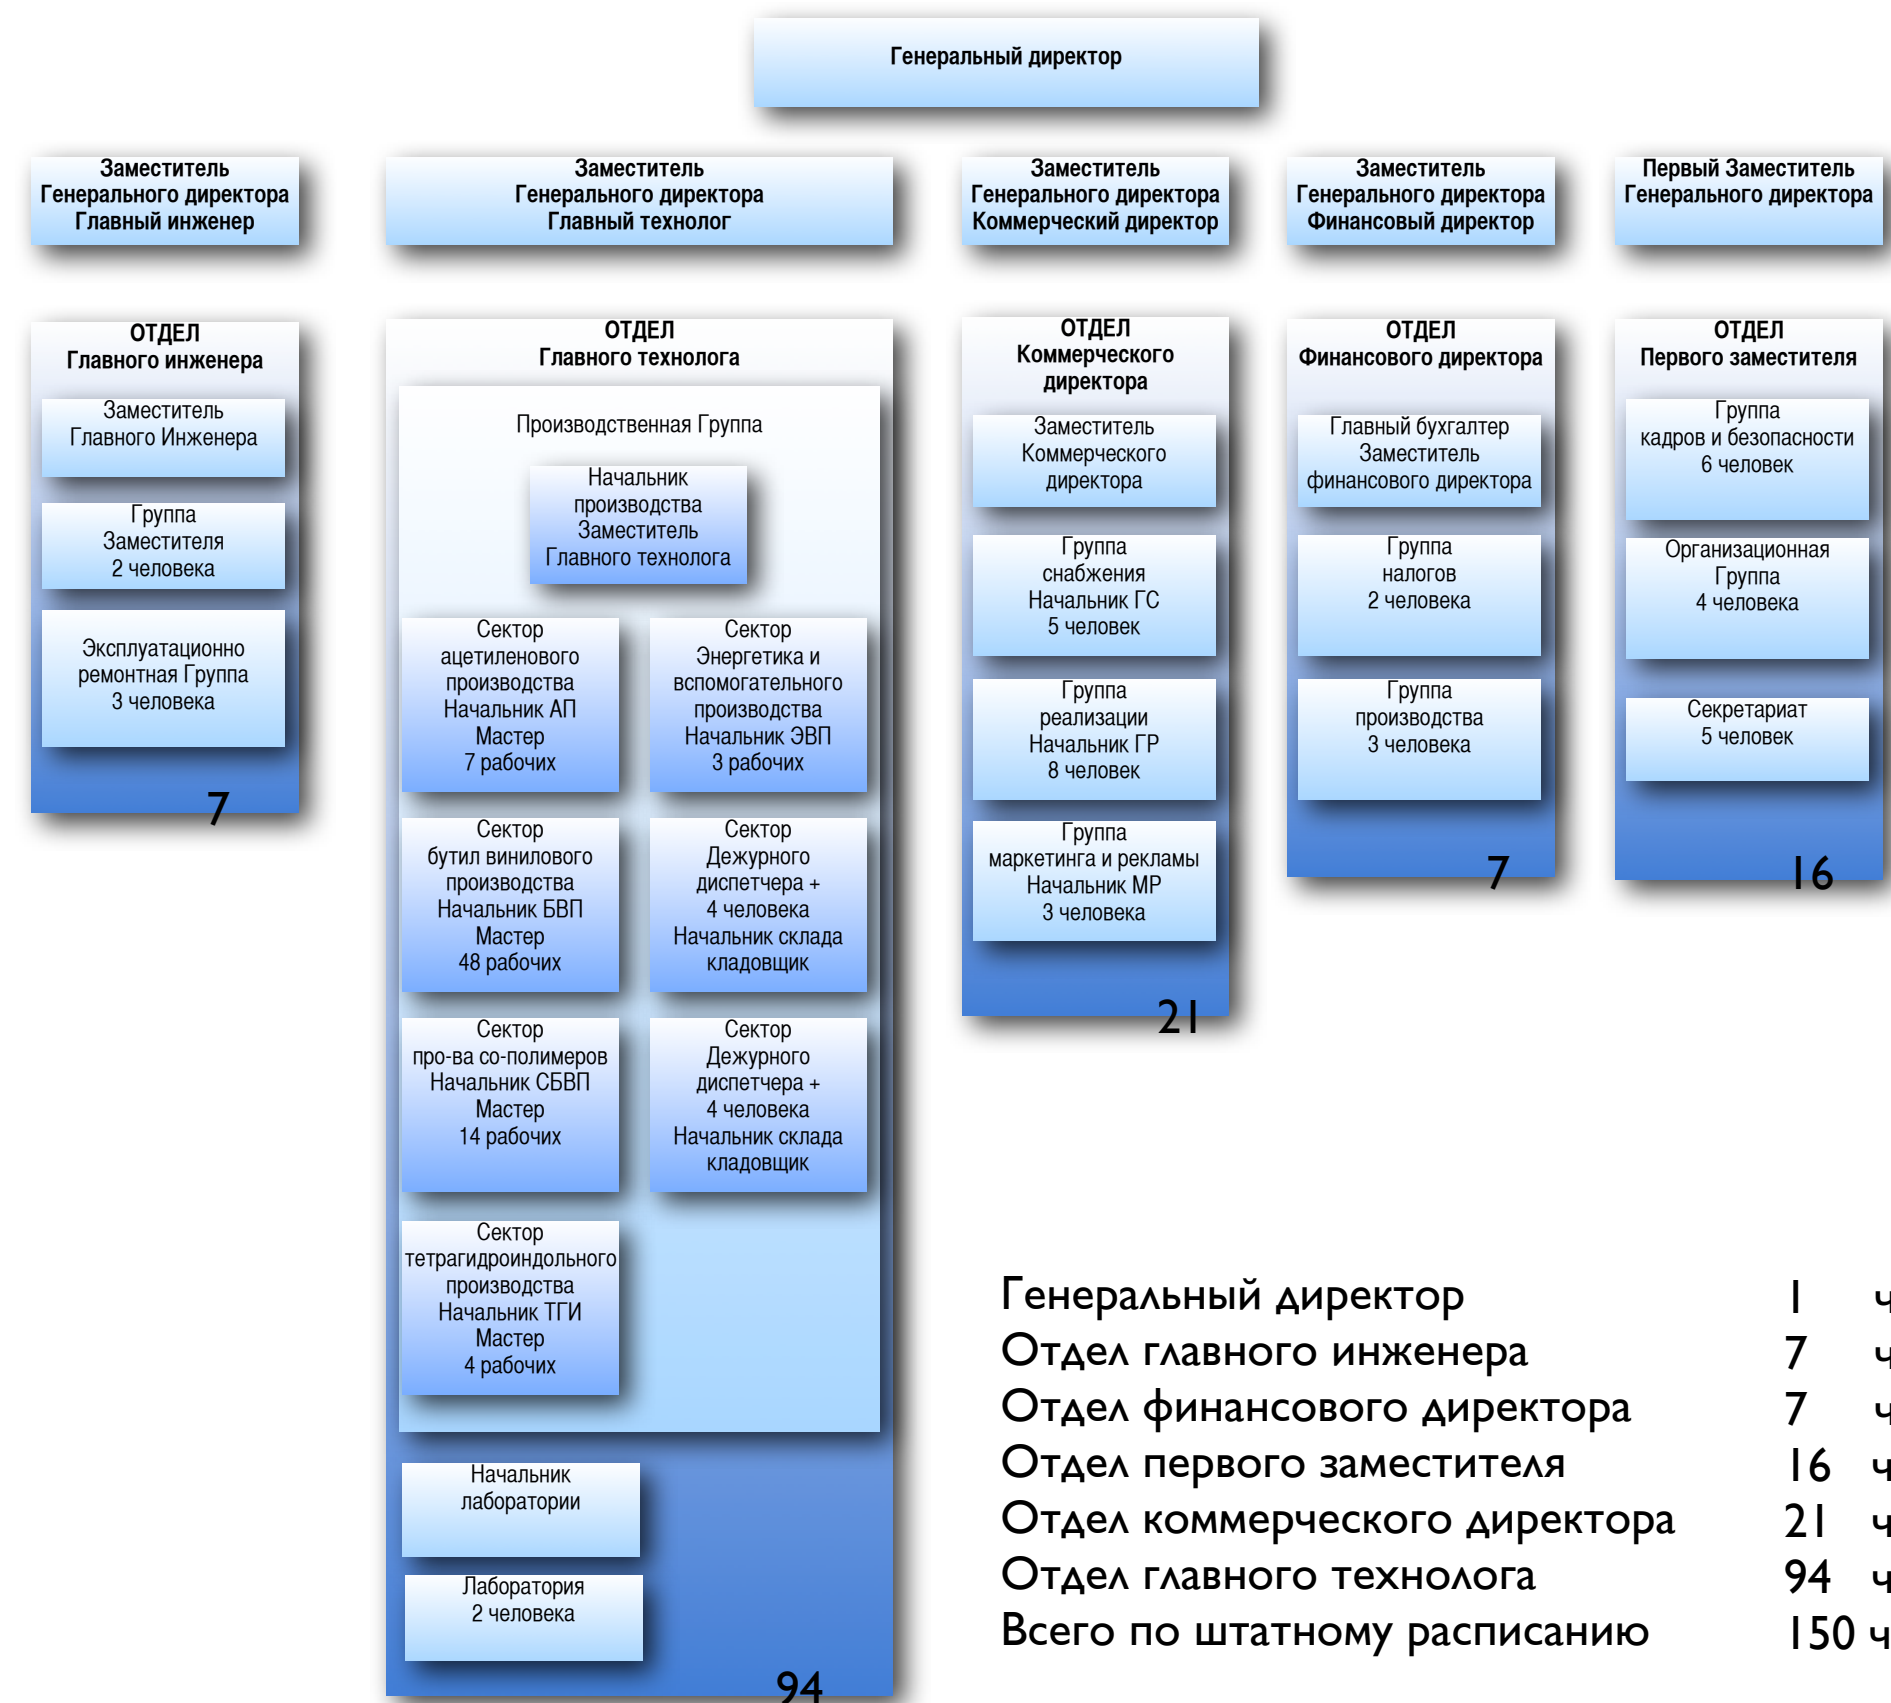 Генеральный директор
Заместитель
Генерального директора
Главный инженер
Заместитель
Генерального директора
Главный технолог
Заместитель
Генерального директора
Коммерческий директор
Заместитель
Генерального директора
Финансовый директор
Первый Заместитель
Генерального директора
ОТДЕЛ
Главного инженера
Заместитель
Главного Инженера
Группа
Заместителя
2 человека
Эксплуатационно
ремонтная Группа
3 человека
7
ОТДЕЛ
Главного технолога
Производственная Группа
Начальник
производства
Заместитель
Главного технолога
Сектор
ацетиленового
производства
Начальник АП
Мастер
7 рабочих
Сектор
Энергетика и
вспомогательного
производства
Начальник ЭВП
3 рабочих
Сектор
бутил винилового
производства
Начальник БВП
Мастер
48 рабочих
Сектор
Дежурного
диспетчера +
4 человека
Начальник склада
кладовщик
Сектор
про-ва со-полимеров
Начальник СБВП
Мастер
14 рабочих
Сектор
Дежурного
диспетчера +
4 человека
Начальник склада
кладовщик
Сектор
тетрагидроиндольного
производства
Начальник ТГИ
Мастер
4 рабочих
Начальник
лаборатории
Лаборатория
2 человека
94
ОТДЕЛ
Коммерческого
директора
Заместитель
Коммерческого
директора
Группа
снабжения
Начальник ГС
5 человек
Группа
реализации
Начальник ГР
8 человек
Группа
маркетинга и рекламы
Начальник МР
3 человека
21
ОТДЕЛ
Финансового директора
Главный бухгалтер
Заместитель
финансового директора
Группа
налогов
2 человека
Группа
производства
3 человека
7
ОТДЕЛ
Первого заместителя
Группа
кадров и безопасности
6 человек
Организационная
Группа
4 человека
Секретариат
5 человек
16
Генеральный директор 1 ч
Отдел главного инженера 7 ч
Отдел финансового директора 7 ч
Отдел первого заместителя 16 ч
Отдел коммерческого директора 21 ч
Отдел главного технолога 94 ч
Всего по штатному расписанию 150 ч